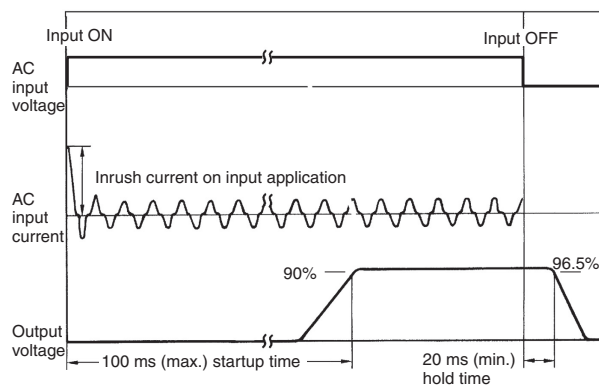 Input ON
Input OFF
AC
input
voltage
Inrush current on input application
AC
input
current
90%
96.5%
Output
voltage
100 ms (max.) startup time
20 ms (min.)
hold time